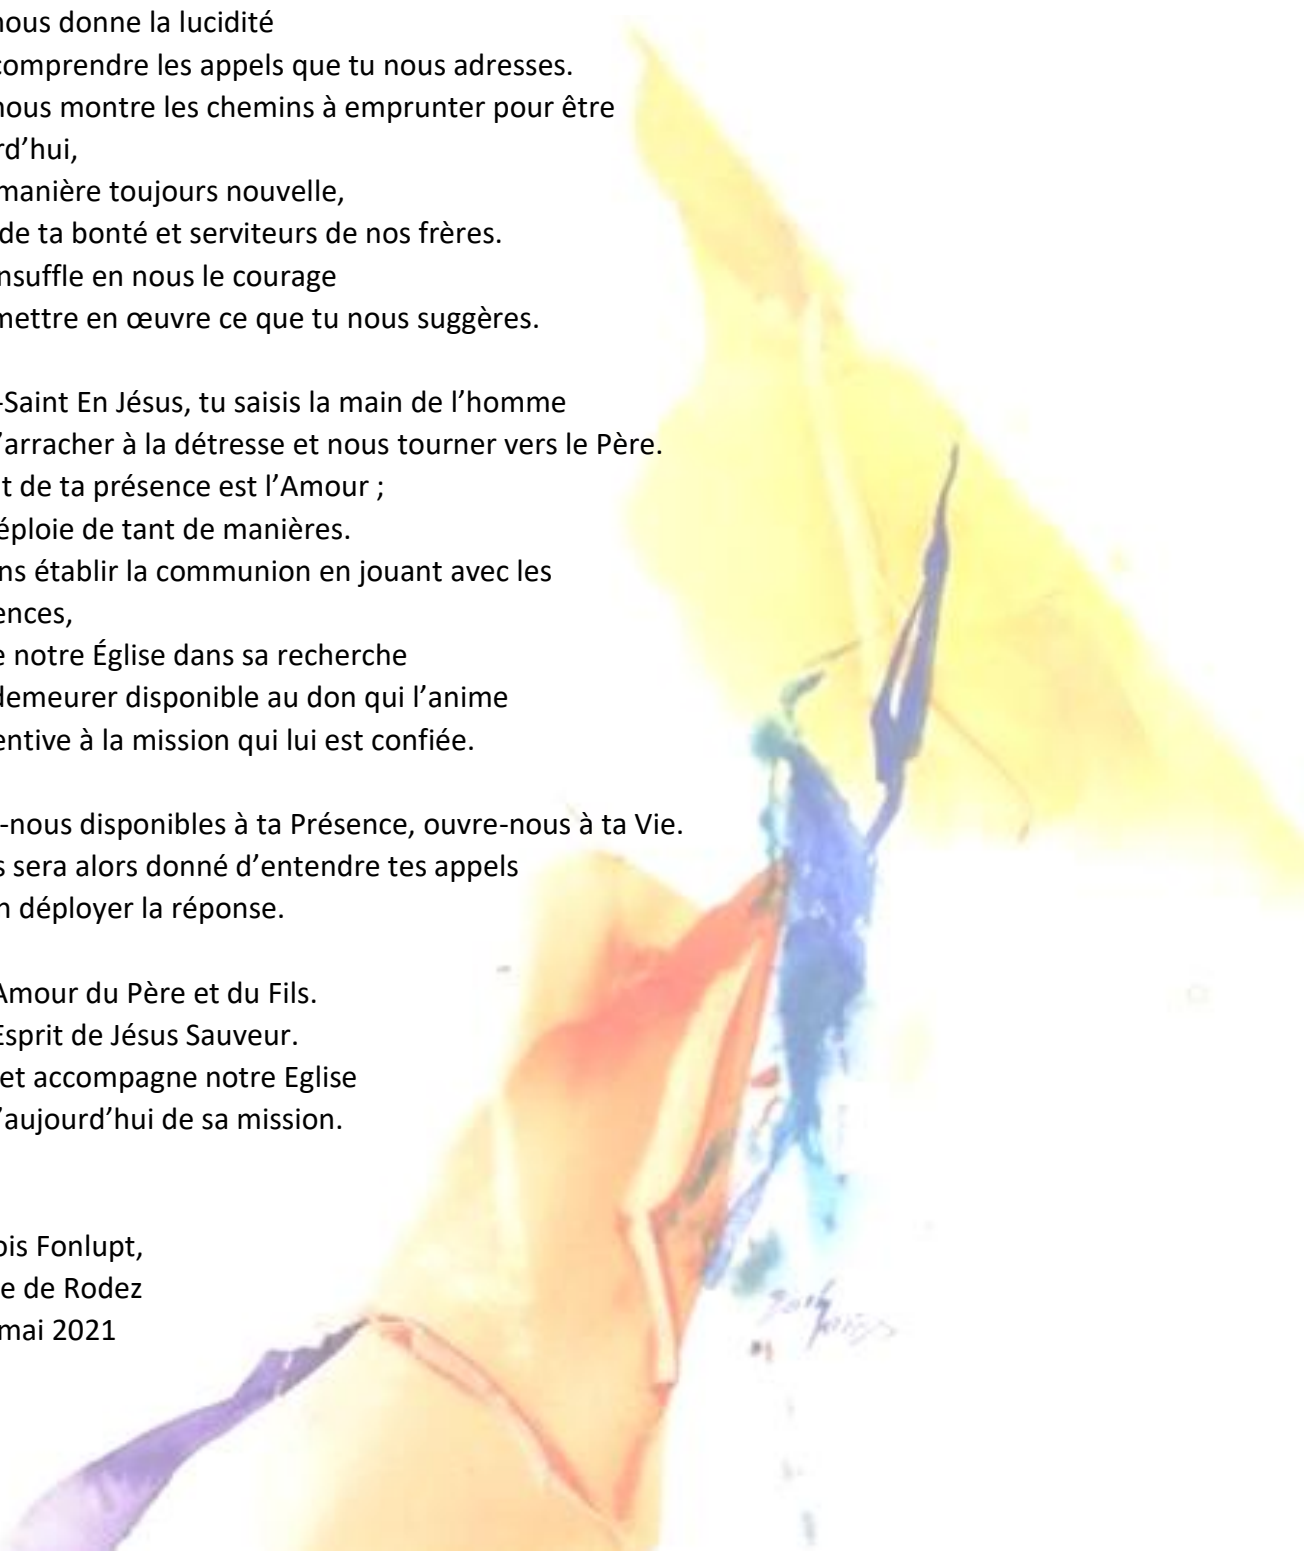 nous donne la lucidité
comprendre les appels que tu nous adresses.
nous montre les chemins à emprunter pour être
rd’hui,
manière toujours nouvelle,
de ta bonté et serviteurs de nos frères.
nsuffle en nous le courage
mettre en œuvre ce que tu nous suggères.
-Saint En Jésus, tu saisis la main de l’homme
’arracher à la détresse et nous tourner vers le Père.
t de ta présence est l’Amour ;
éploie de tant de manières.
ns établir la communion en jouant avec les
ences,
e notre Église dans sa recherche
demeurer disponible au don qui l’anime
entive à la mission qui lui est confiée.
-nous disponibles à ta Présence, ouvre-nous à ta Vie.
s sera alors donné d’entendre tes appels
n déployer la réponse.
Amour du Père et du Fils.
Esprit de Jésus Sauveur.
et accompagne notre Eglise
’aujourd’hui de sa mission.
ois Fonlupt,
e de Rodez
mai 2021